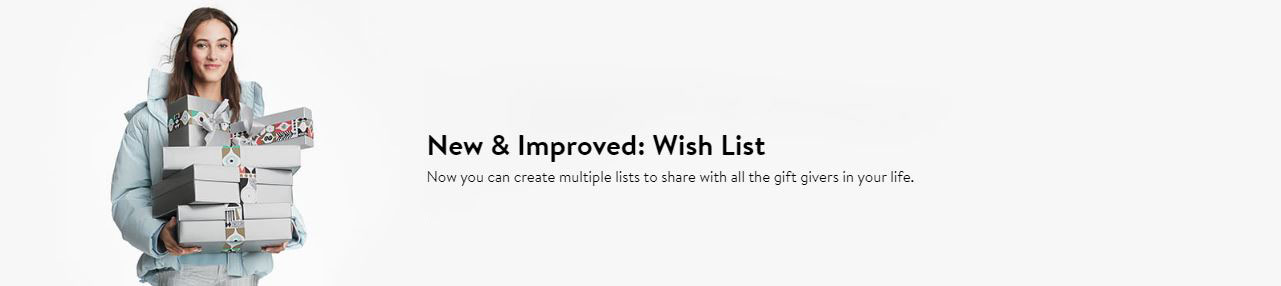 New & Improved: Wish List
Now you can create multiple lists to share with all the gift givers in your life.